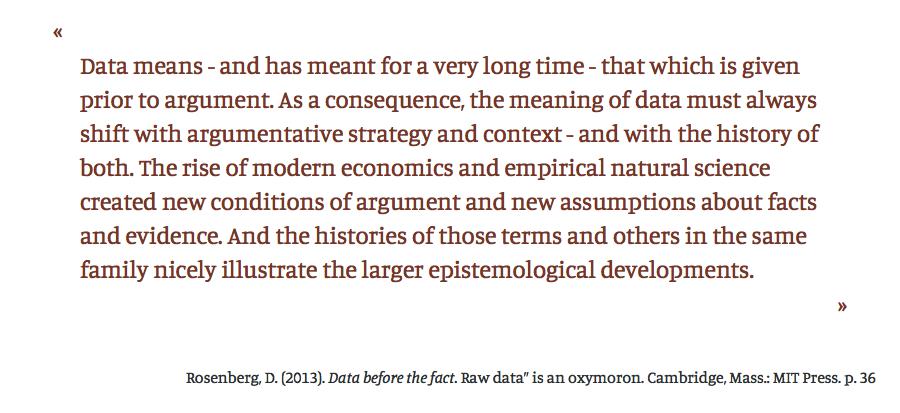 «
Data means - and has meant for a very long time - that which is given
prior to argument. As a consequence, the meaning of data must always
shift with argumentative strategy and context - and with the history of
both. The rise of modern economics and empirical natural science
created new conditions of argument and new assumptions about facts
and evidence. And the histories of those terms and others in the same
family nicely illustrate the larger epistemological developments.
»
Rosenberg, D. (2013). Data before the fact. Raw data” is an oxymoron. Cambridge, Mass.: MIT Press. p. 36